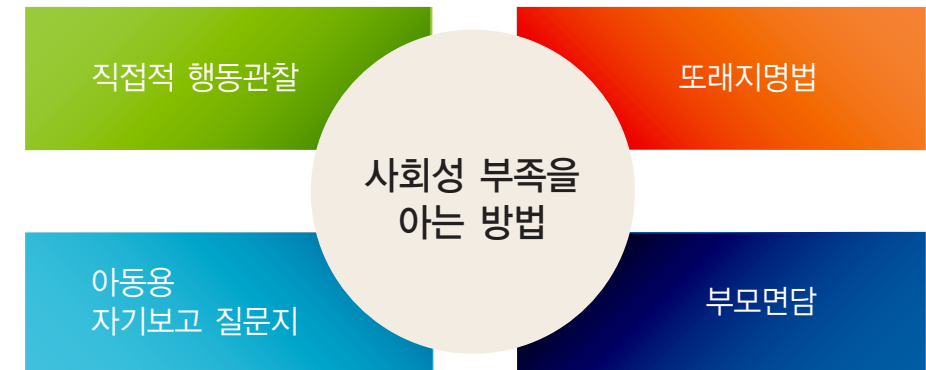 직접적 행동관찰
또래지명법
사회성 부족을
아는 방법
아동용
자기보고 질문지
부모면담